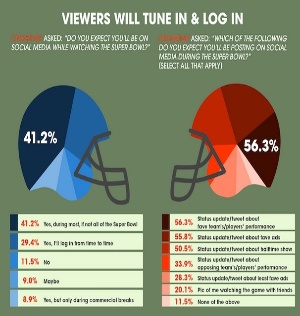 VIEWERS WILL TUNE IN & LOG IN
ASKED: "DO YOU EXPECT YOU'LL BE ON
SOCIAL MEDIA WHILE WATCHING THE SUPER BOWL?"
ASKED: "WHICH OF THE FOLLOWING
DO YOU EXPECT YOU'LL BE POSTING ON SOCIAL
MEDIA DURING THE SUPER BOWL?"
(SELECT ALL THAT APPLY)
41.2%
56.3%
41.2% Yes, during most, if not all of the Super Bowl
29.4% Yes, I'll log in from time to time
11.5% No
9.0% Maybe
8.9% Yes, but only during commercial breaks
56.3% Status update/tweet about
fave team's/players' performance
55.8% Status update/tweet about fave ads
50.5% Status update/tweet about halftime show
33.9% Status update/tweet about
opposing team's/players' performance
28.3% Status update/tweet about least fave ads
20.1% Pic of me watching the game with friends
11.5% None of the above